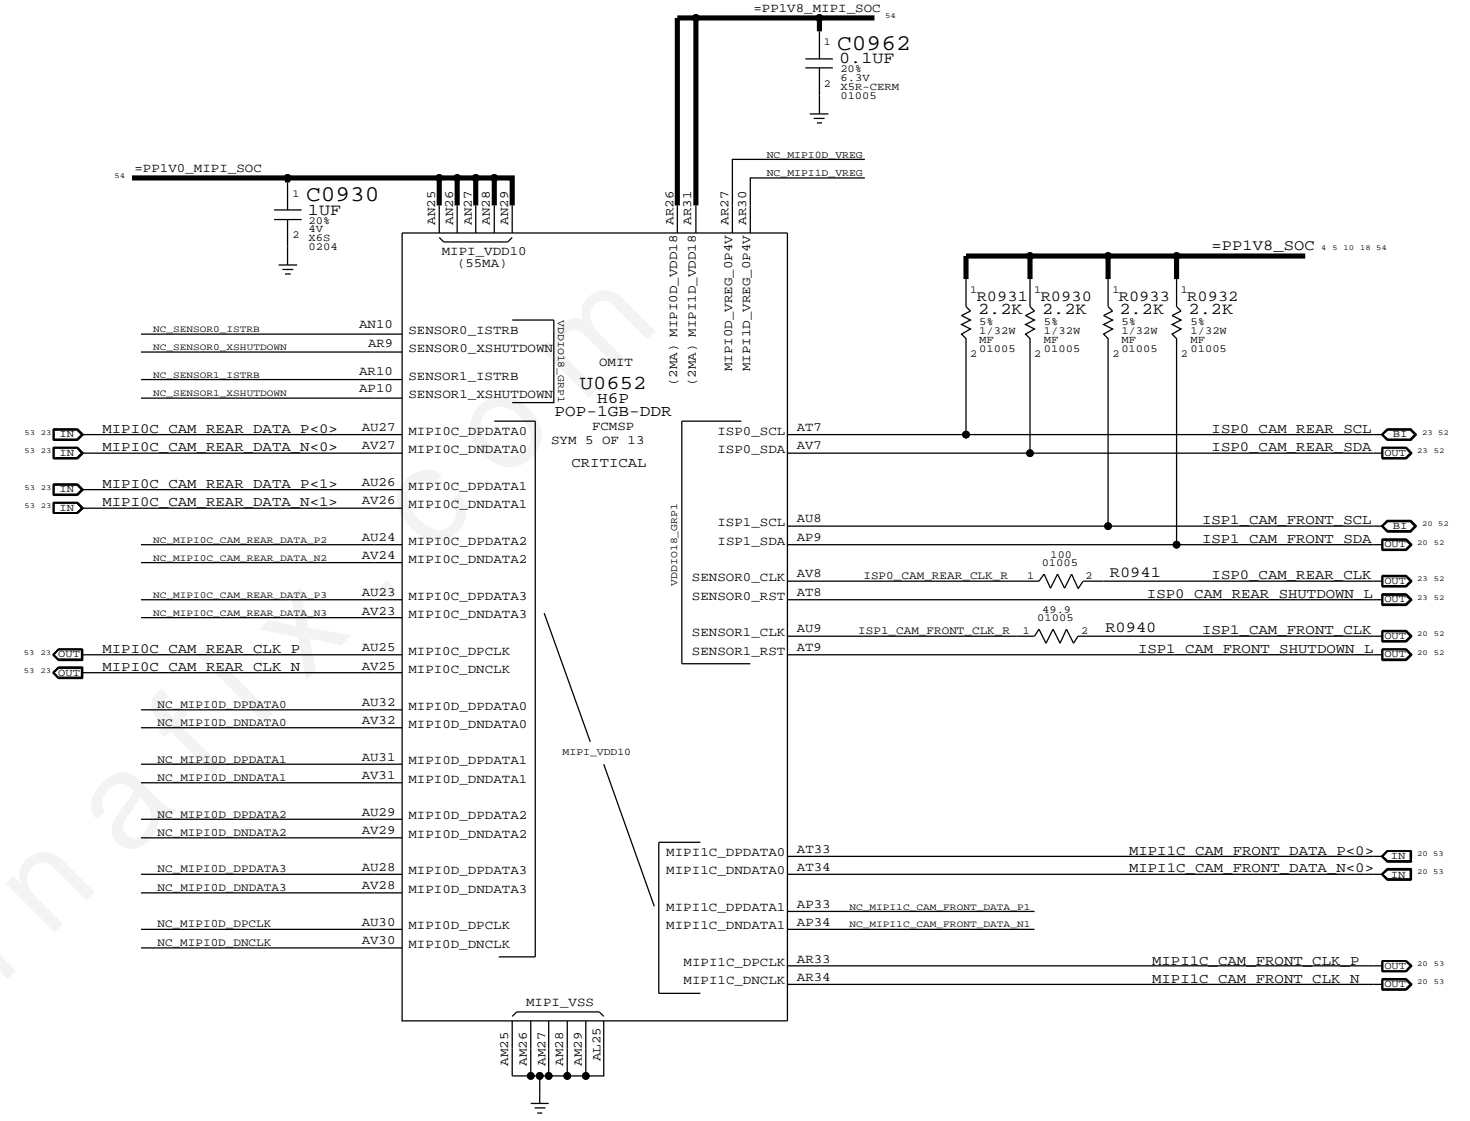 =PP1V8_MIPI_SOC 54
1 C0962
0.1UF
20%
6.3V
2 X5R-CERM
01005
54 =PP1V0_MIPI_SOC
1 C0930
1UF
20%
4V
2 X6S
0204
NC_MIPI0D_VREG
NC_MIPI1D_VREG
AN25
AN26
AN27
AN28
AN29
AR26
AR31
AR27
AR30
MIPI_VDD10
(55MA)
(2MA) MIPI0D_VDD18
(2MA) MIPI1D_VDD18
MIPI0D_VREG_0P4V
MIPI1D_VREG_0P4V
=PP1V8_SOC 4 5 10 18 54
1 R0931
2.2K
5%
1/32W
MF
2 01005
1 R0930
2.2K
5%
1/32W
MF
2 01005
1 R0933
2.2K
5%
1/32W
MF
2 01005
1 R0932
2.2K
5%
1/32W
MF
2 01005
NC_SENSOR0_ISTRB AN10 SENSOR0_ISTRB
NC_SENSOR0_XSHUTDOWN AR9 SENSOR0_XSHUTDOWN
NC_SENSOR1_ISTRB AR10 SENSOR1_ISTRB
NC_SENSOR1_XSHUTDOWN AP10 SENSOR1_XSHUTDOWN
VDDIO18_GRP1
OMIT
U0652
H6P
POP-1GB-DDR
FCMSP
SYM 5 OF 13
CRITICAL
53 23 IN MIPI0C_CAM_REAR_DATA_P<0> AU27 MIPI0C_DPDATA0
53 23 IN MIPI0C_CAM_REAR_DATA_N<0> AV27 MIPI0C_DNDATA0
53 23 IN MIPI0C_CAM_REAR_DATA_P<1> AU26 MIPI0C_DPDATA1
53 23 IN MIPI0C_CAM_REAR_DATA_N<1> AV26 MIPI0C_DNDATA1
NC_MIPI0C_CAM_REAR_DATA_P2 AU24 MIPI0C_DPDATA2
NC_MIPI0C_CAM_REAR_DATA_N2 AV24 MIPI0C_DNDATA2
NC_MIPI0C_CAM_REAR_DATA_P3 AU23 MIPI0C_DPDATA3
NC_MIPI0C_CAM_REAR_DATA_N3 AV23 MIPI0C_DNDATA3
53 23 OUT MIPI0C_CAM_REAR_CLK_P AU25 MIPI0C_DPCLK
53 23 OUT MIPI0C_CAM_REAR_CLK_N AV25 MIPI0C_DNCLK
NC_MIPI0D_DPDATA0 AU32 MIPI0D_DPDATA0
NC_MIPI0D_DNDATA0 AV32 MIPI0D_DNDATA0
NC_MIPI0D_DPDATA1 AU31 MIPI0D_DPDATA1
NC_MIPI0D_DNDATA1 AV31 MIPI0D_DNDATA1
NC_MIPI0D_DPDATA2 AU29 MIPI0D_DPDATA2
NC_MIPI0D_DNDATA2 AV29 MIPI0D_DNDATA2
NC_MIPI0D_DPDATA3 AU28 MIPI0D_DPDATA3
NC_MIPI0D_DNDATA3 AV28 MIPI0D_DNDATA3
NC_MIPI0D_DPCLK AU30 MIPI0D_DPCLK
NC_MIPI0D_DNCLK AV30 MIPI0D_DNCLK
MIPI_VDD10
VDDIO18_GRP1
ISP0_SCL AT7 ISP0_CAM_REAR_SCL BI 23 52
ISP0_SDA AV7 ISP0_CAM_REAR_SDA OUT 23 52
ISP1_SCL AU8 ISP1_CAM_FRONT_SCL BI 20 52
ISP1_SDA AP9 ISP1_CAM_FRONT_SDA OUT 20 52
100
01005
SENSOR0_CLK AV8 ISP0_CAM_REAR_CLK_R 1 2 R0941 ISP0_CAM_REAR_CLK OUT 23 52
SENSOR0_RST AT8 ISP0_CAM_REAR_SHUTDOWN_L OUT 23 52
49.9
01005
SENSOR1_CLK AU9 ISP1_CAM_FRONT_CLK_R 1 2 R0940 ISP1_CAM_FRONT_CLK OUT 20 52
SENSOR1_RST AT9 ISP1_CAM_FRONT_SHUTDOWN_L OUT 20 52
MIPI1C_DPDATA0 AT33 MIPI1C_CAM_FRONT_DATA_P<0> IN 20 53
MIPI1C_DNDATA0 AT34 MIPI1C_CAM_FRONT_DATA_N<0> IN 20 53
MIPI1C_DPDATA1 AP33 NC_MIPI1C_CAM_FRONT_DATA_P1
MIPI1C_DNDATA1 AP34 NC_MIPI1C_CAM_FRONT_DATA_N1
MIPI1C_DPCLK AR33 MIPI1C_CAM_FRONT_CLK_P OUT 20 53
MIPI1C_DNCLK AR34 MIPI1C_CAM_FRONT_CLK_N OUT 20 53
MIPI_VSS
AM25
AM26
AM27
AM28
AM29
AL25
inafix.com